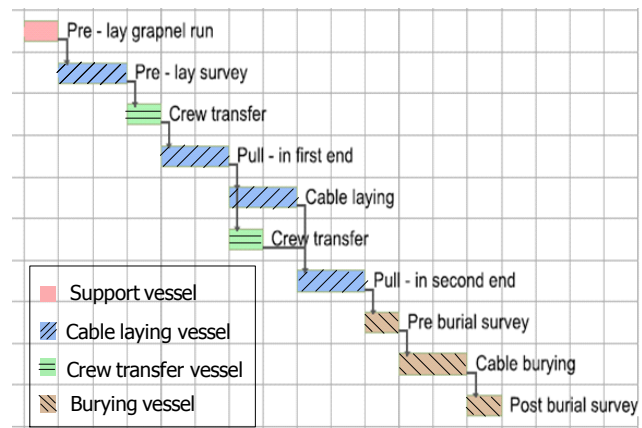 Pre - lay grapnel run
Pre - lay survey
Crew transfer
Pull - in first end
Cable laying
Crew transfer
Pull - in second end
Pre burial survey
Cable burying
Post burial survey
Support vessel
Cable laying vessel
Crew transfer vessel
Burying vessel